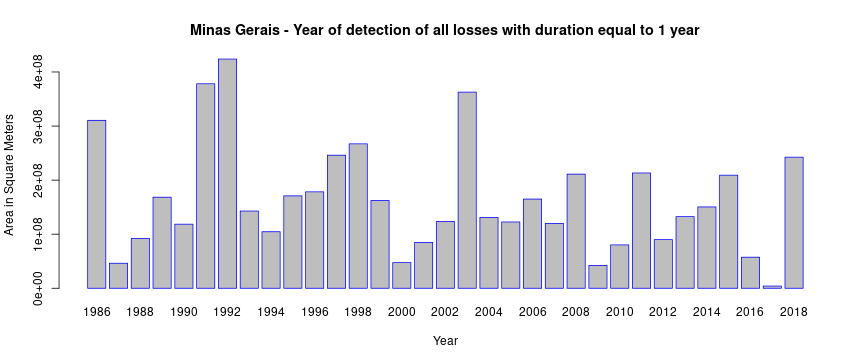 Minas Gerais - Year of detection of all losses with duration equal to 1 year
Area in Square Meters
4e+08
3e+08
2e+08
1e+08
0e+00
1986 1988 1990 1992 1994 1996 1998 2000 2002 2004 2006 2008 2010 2012 2014 2016 2018
Year